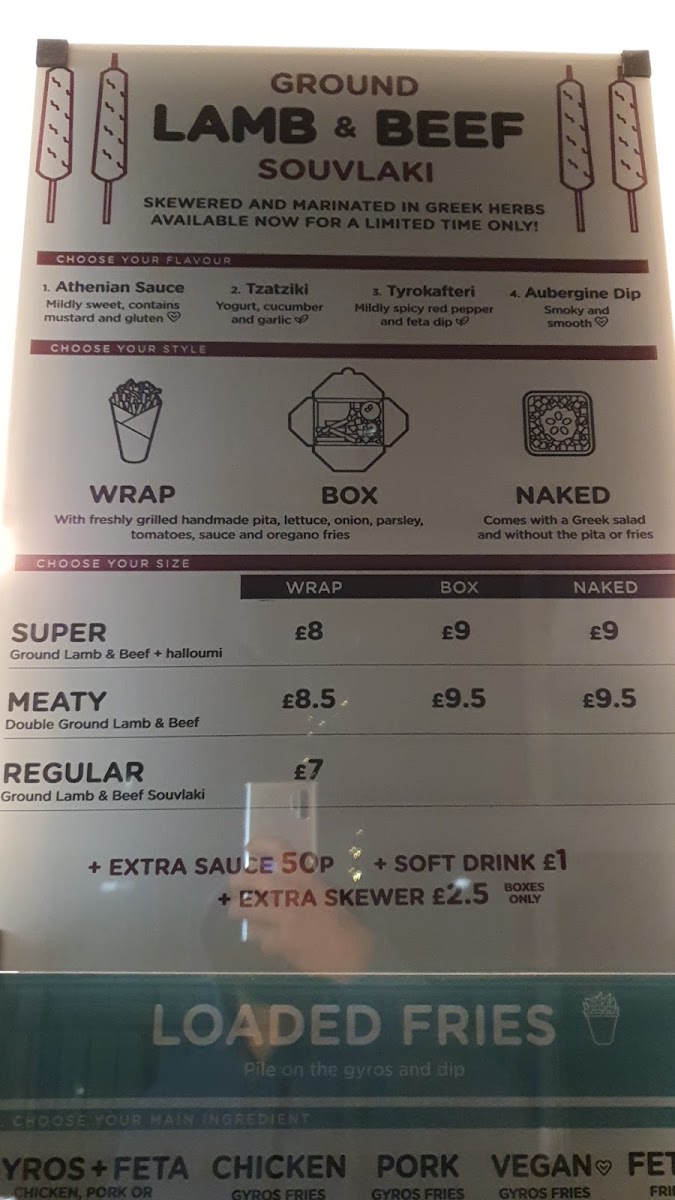 GROUND
LAMB & BEEF
SOUVLAKI
SKEWERED AND MARINATED IN GREEK HERBS
AVAILABLE NOW FOR A LIMITED TIME ONLY!
CHOOSE YOUR FLAVOUR
1. Athenian Sauce
Mildly sweet, contains
mustard and gluten
2. Tzatziki
Yogurt, cucumber
and garlic
3. Tyrokafteri
Mildly spicy red pepper
and feta dip
4. Aubergine Dip
Smoky and
smooth
CHOOSE YOUR STYLE
WRAP BOX NAKED
With freshly grilled handmade pita, lettuce, onion, parsley,
tomatoes, sauce and oregano fries
Comes with a Greek salad
and without the pita or fries
CHOOSE YOUR SIZE
WRAP BOX NAKED
SUPER £8 £9 £9
Ground Lamb & Beef + halloumi
MEATY £8.5 £9.5 £9.5
Double Ground Lamb & Beef
REGULAR £7
Ground Lamb & Beef Souvlaki
+ EXTRA SAUCE 50P + SOFT DRINK £1
+ EXTRA SKEWER £2.5 BOXES ONLY
LOADED FRIES
Pile on the gyros and dip
CHOOSE YOUR MAIN INGREDIENT
YROS + FETA CHICKEN PORK VEGAN FET
CHICKEN, PORK OR GYROS FRIES GYROS FRIES GYROS FRIES FRI